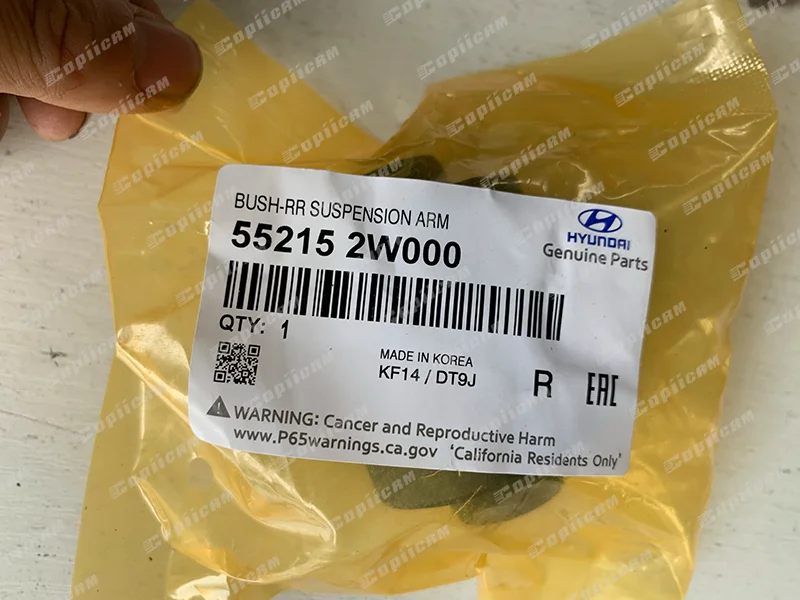 BUSH-RR SUSPENSION ARM
55215 2W000
HYUNDAI
Genuine Parts
QTY: 1
MADE IN KOREA
KF14 / DT9J
R
EAC
WARNING: Cancer and Reproductive Harm
www.P65warnings.ca.gov 'California Residents Only'
CopiiCAM